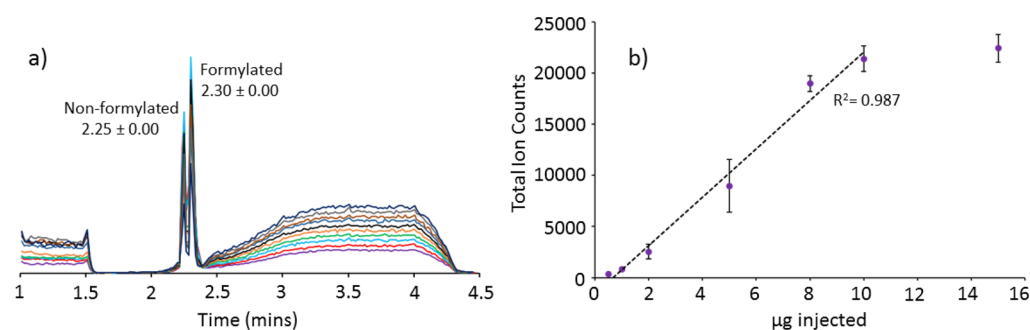 a)
Formylated
2.30 ± 0.00
Non-formylated
2.25 ± 0.00
1 1.5 2 2.5 3 3.5 4 4.5
Time (mins)
b)
Total Ion Counts
25000
20000
15000
10000
5000
0
R²= 0.987
0 2 4 6 8 10 12 14 16
µg injected